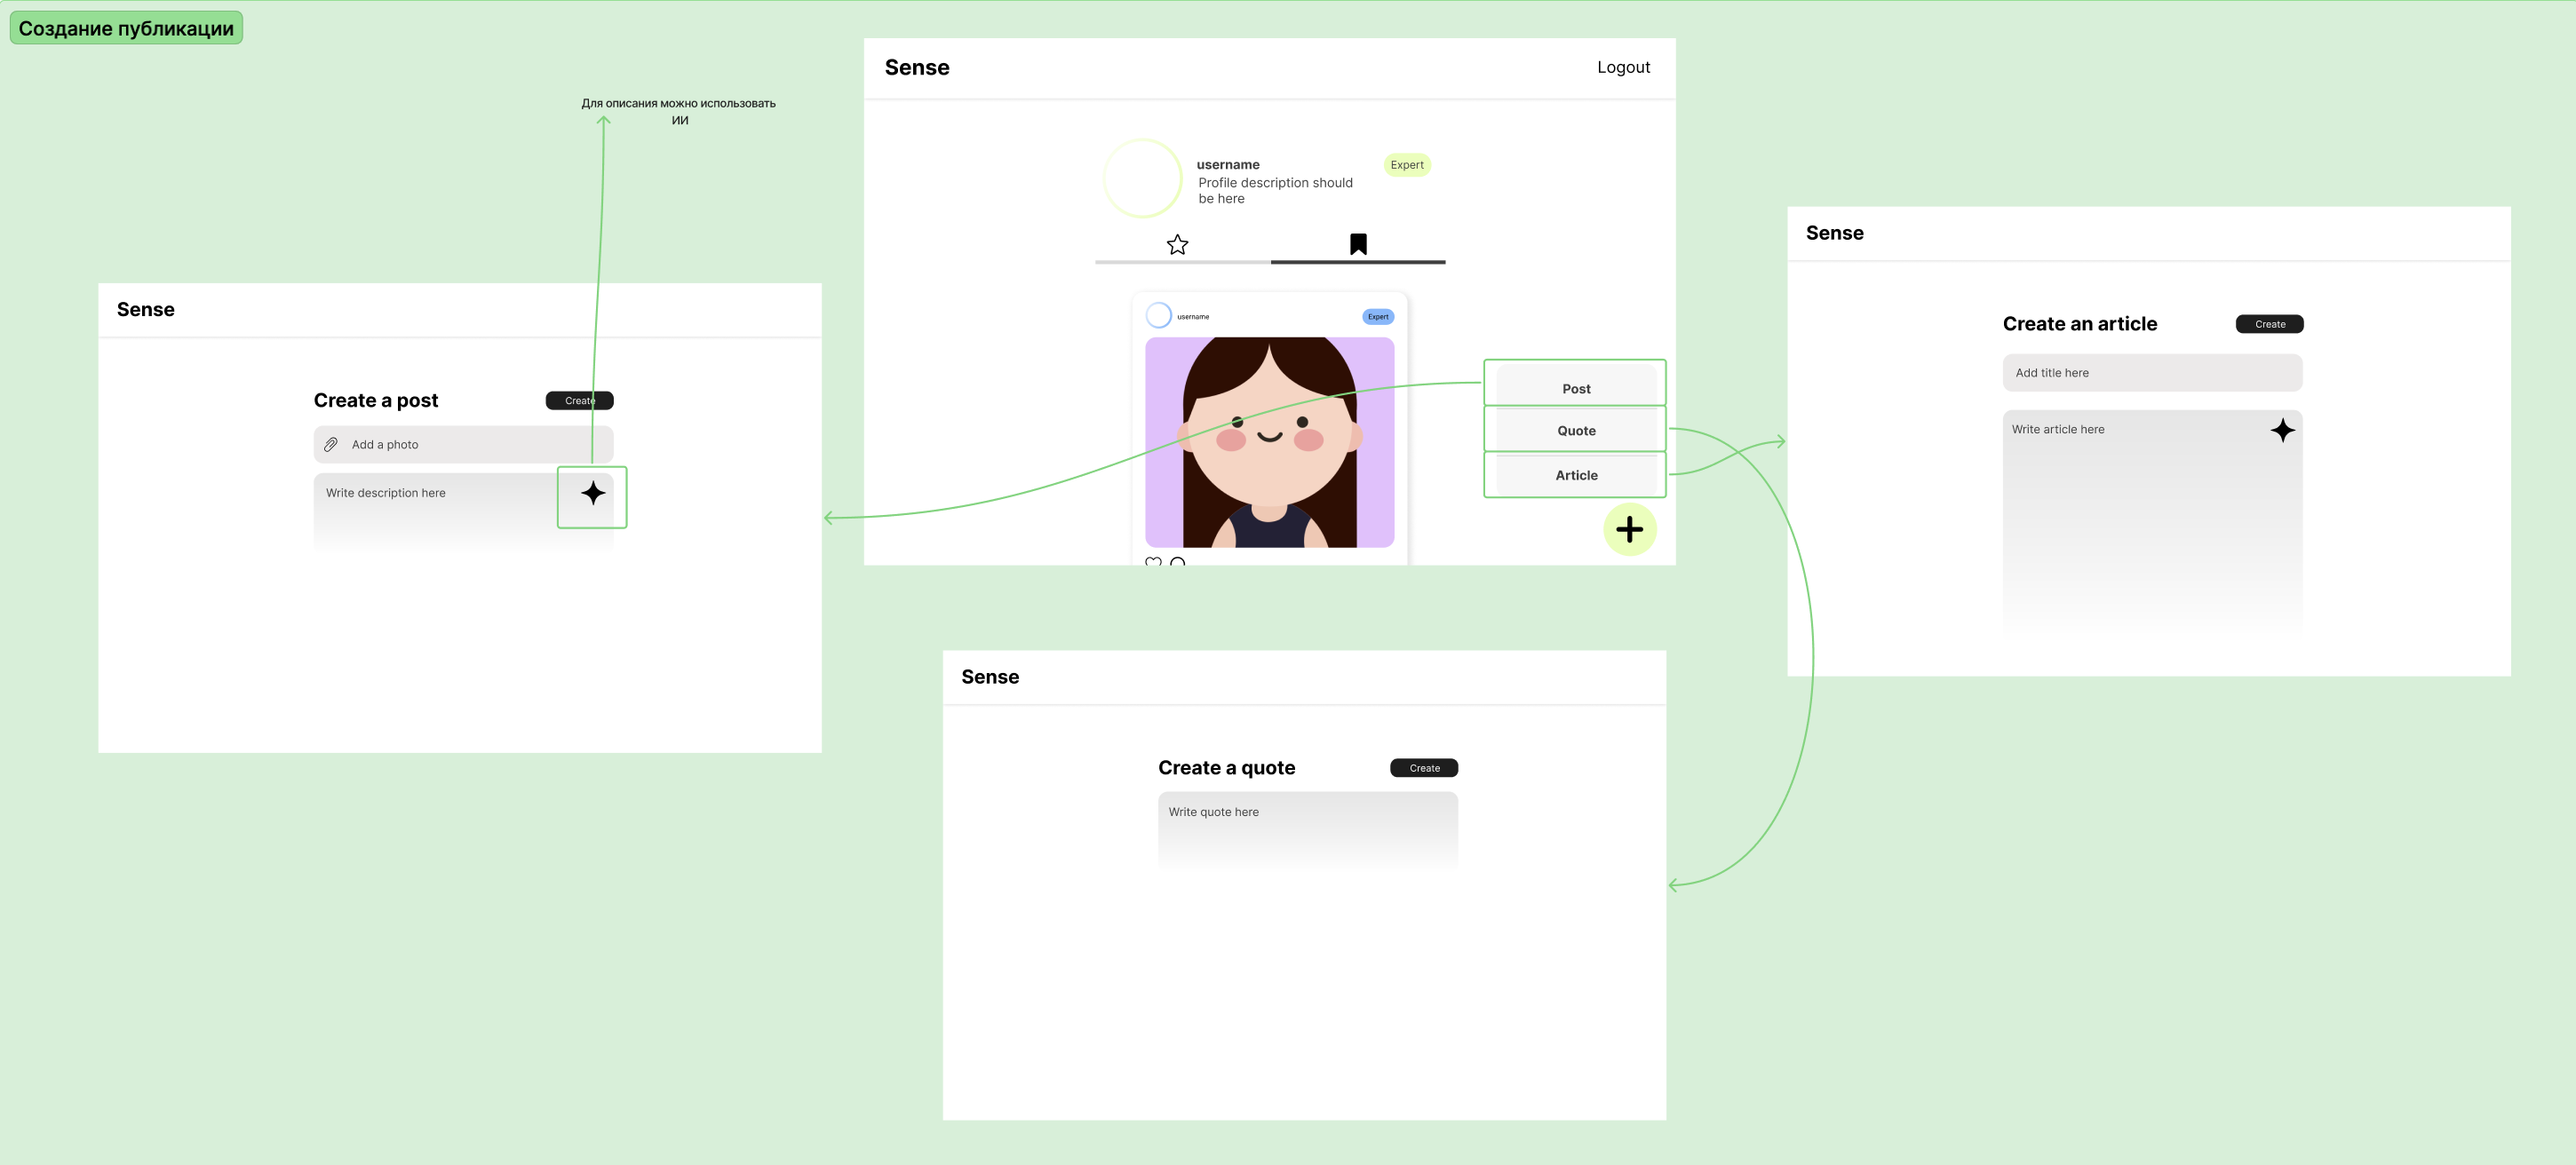 Создание публикации
Для описания можно использовать
ИИ
Sense
Create a post
Create
Add a photo
Write description here
Sense
Logout
username
Expert
Profile description should
be here
username
Expert
Post
Quote
Article
Sense
Create an article
Create
Add title here
Write article here
Sense
Create a quote
Create
Write quote here